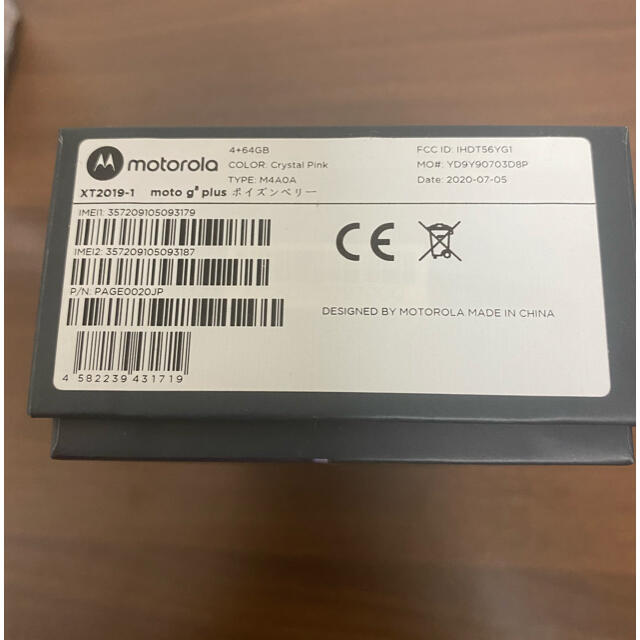 motorola
4+64GB
COLOR: Crystal Pink
TYPE: M4A0A
FCC ID: IHDT56YG1
MO#: YD9Y90703D8P
Date: 2020-07-05
XT2019-1 moto g⁸ plus ポイズンベリー
IMEI1: 357209105093179
IMEI2: 357209105093187
P/N: PAGE0020JP
CE
DESIGNED BY MOTOROLA MADE IN CHINA
4 582239 431719